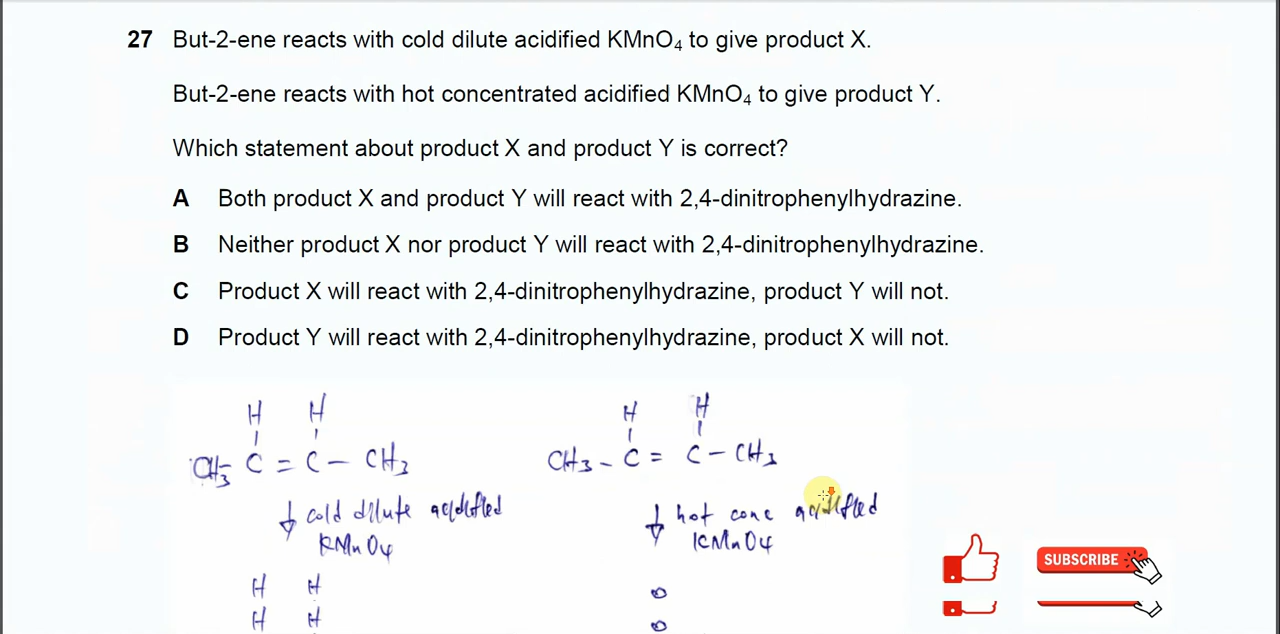 27 But-2-ene reacts with cold dilute acidified KMnO₄ to give product X.
But-2-ene reacts with hot concentrated acidified KMnO₄ to give product Y.
Which statement about product X and product Y is correct?
A Both product X and product Y will react with 2,4-dinitrophenylhydrazine.
B Neither product X nor product Y will react with 2,4-dinitrophenylhydrazine.
C Product X will react with 2,4-dinitrophenylhydrazine, product Y will not.
D Product Y will react with 2,4-dinitrophenylhydrazine, product X will not.
H H H H
CH₃ - C = C - CH₃ CH₃ - C = C - CH₃
↓ cold dilute acidified ↓ hot conc acidified
KMnO₄ KMnO₄
SUBSCRIBE
H H O
H H O